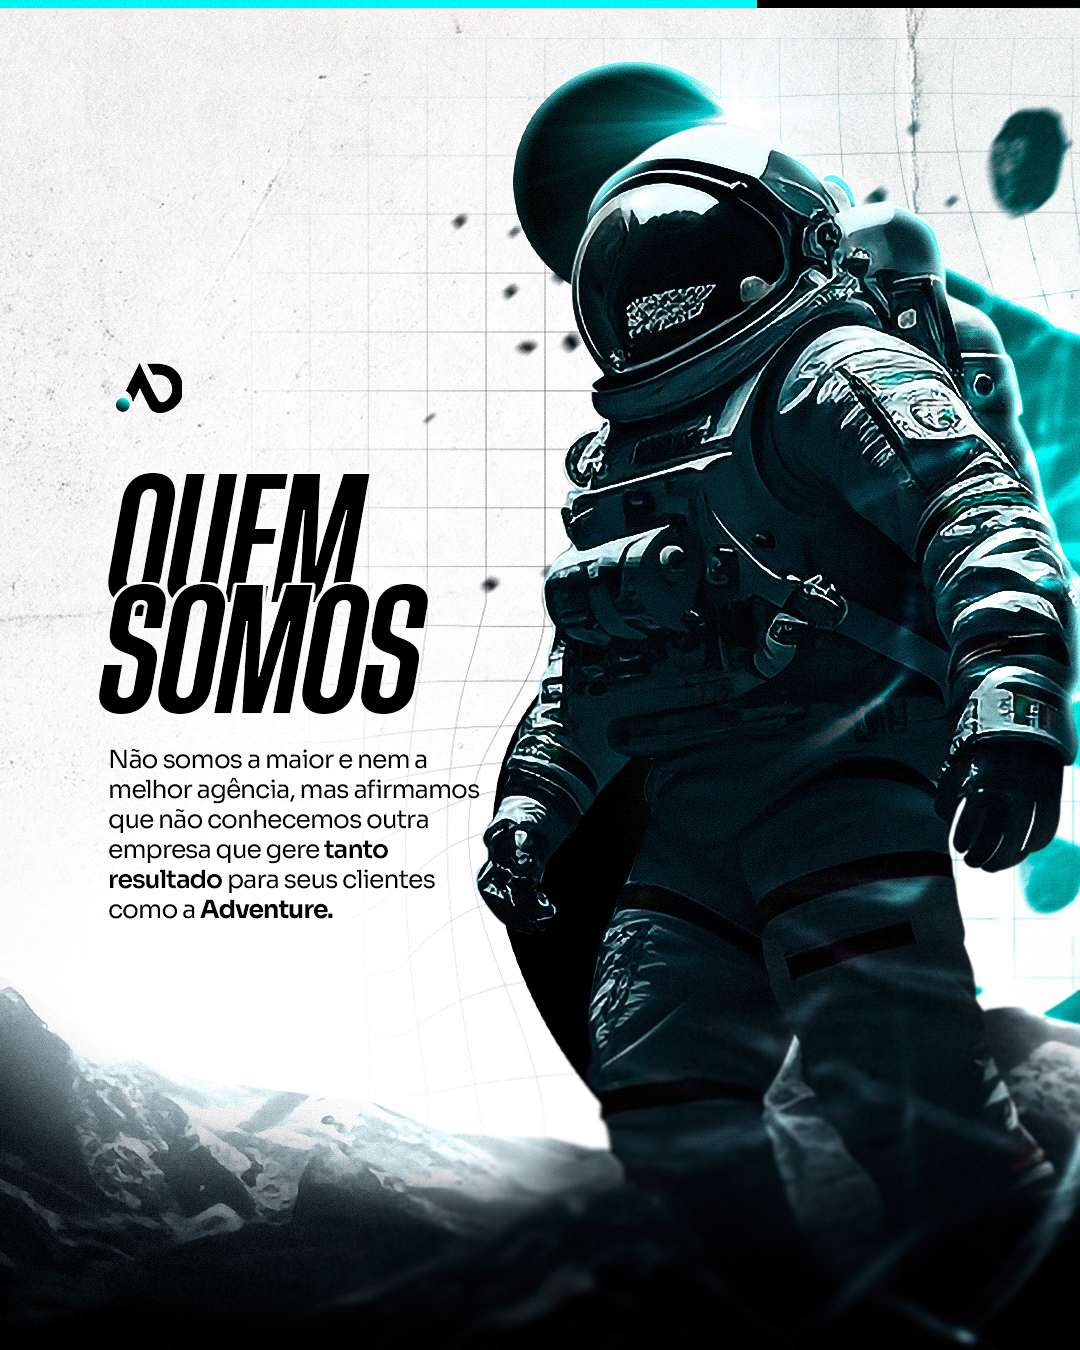 AD
QUEM
SOMOS
Não somos a maior e nem a
melhor agência, mas afirmamos
que não conhecemos outra
empresa que gere tanto
resultado para seus clientes
como a Adventure.